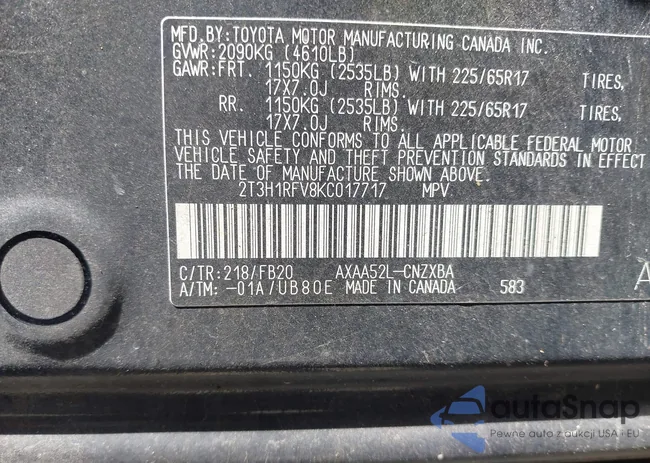 MFD.BY:TOYOTA MOTOR MANUFACTURING CANADA INC.
GVWR:2090KG (4610LB)
GAWR:FRT. 1150KG (2535LB) WITH 225/65R17 TIRES,
17X7.0J RIMS.
RR. 1150KG (2535LB) WITH 225/65R17 TIRES,
17X7.0J RIMS.
THIS VEHICLE CONFORMS TO ALL APPLICABLE FEDERAL MOTOR
VEHICLE SAFETY AND THEFT PREVENTION STANDARDS IN EFFECT
THE DATE OF MANUFACTURE SHOWN ABOVE.
2T3H1RFV8KC017717 MPV
C/TR:218/FB20 AXAA52L-CNZXBA
A/TM: -01A/UB80E MADE IN CANADA 583
A
autoSnap
Pewne auto z aukcji USA • EU